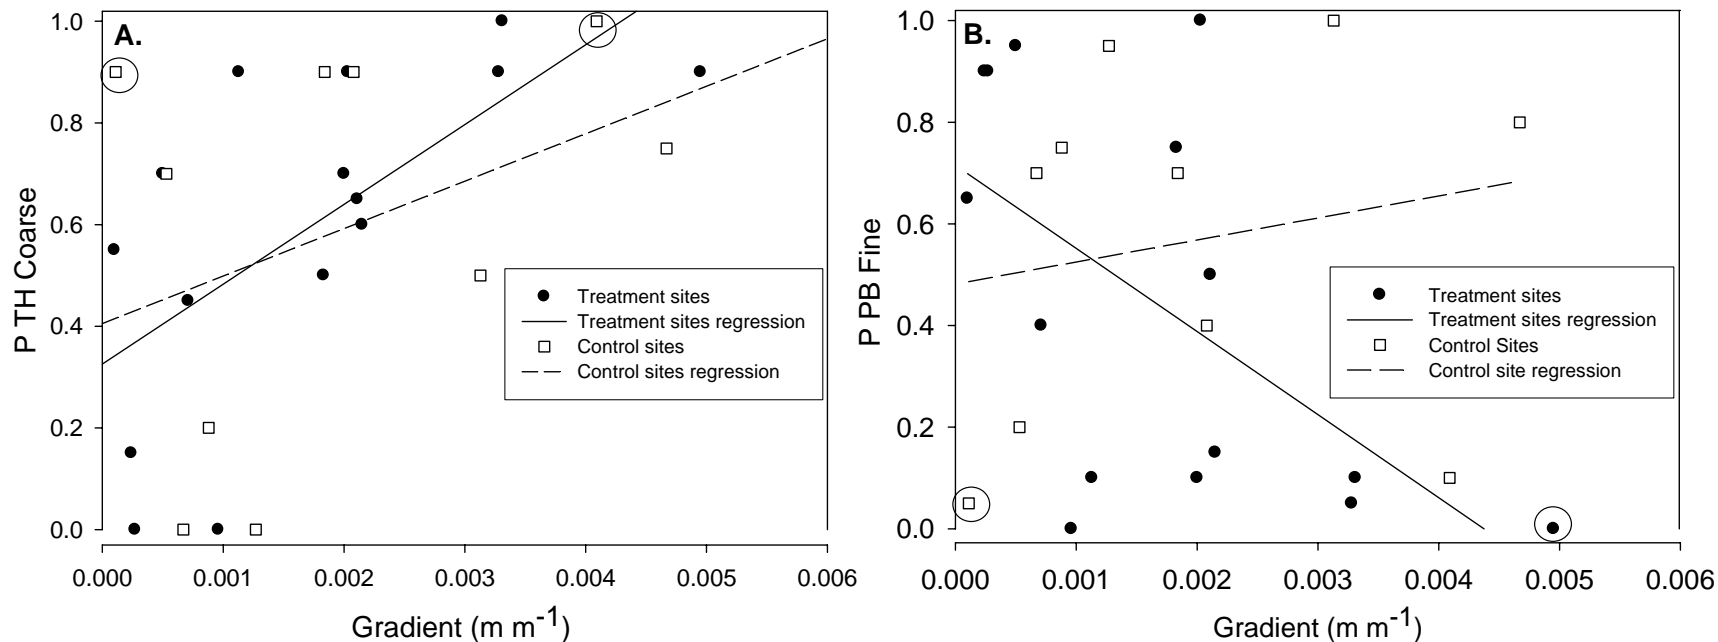 A.
P TH Coarse
1.0
0.8
0.6
0.4
0.2
0.0
Treatment sites
Treatment sites regression
Control sites
Control sites regression
0.000 0.001 0.002 0.003 0.004 0.005 0.006
Gradient (m m-1)
B.
P PB Fine
1.0
0.8
0.6
0.4
0.2
0.0
Treatment sites
Treatment sites regression
Control Sites
Control site regression
0.000 0.001 0.002 0.003 0.004 0.005 0.006
Gradient (m m-1)